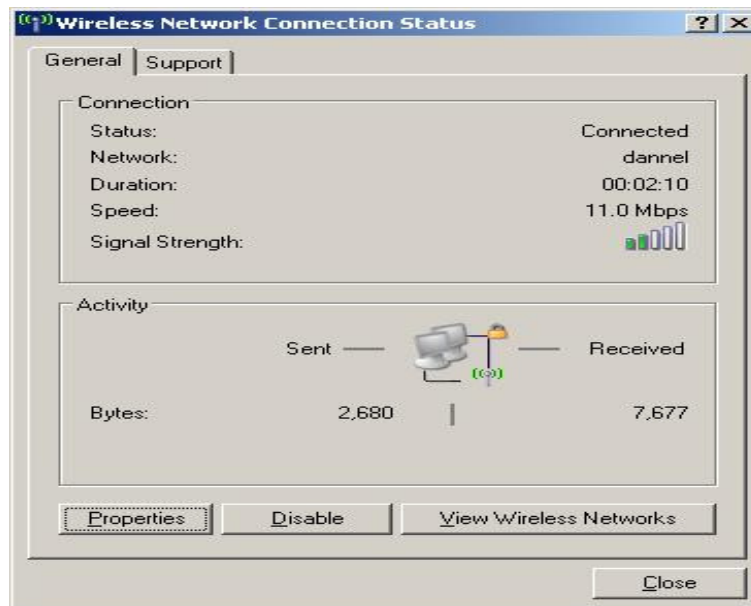 Wireless Network Connection Status
General Support
Connection
Status: Connected
Network: dannel
Duration: 00:02:10
Speed: 11.0 Mbps
Signal Strength:
Activity
Sent Received
Bytes: 2,680 7,677
Properties Disable View Wireless Networks
Close